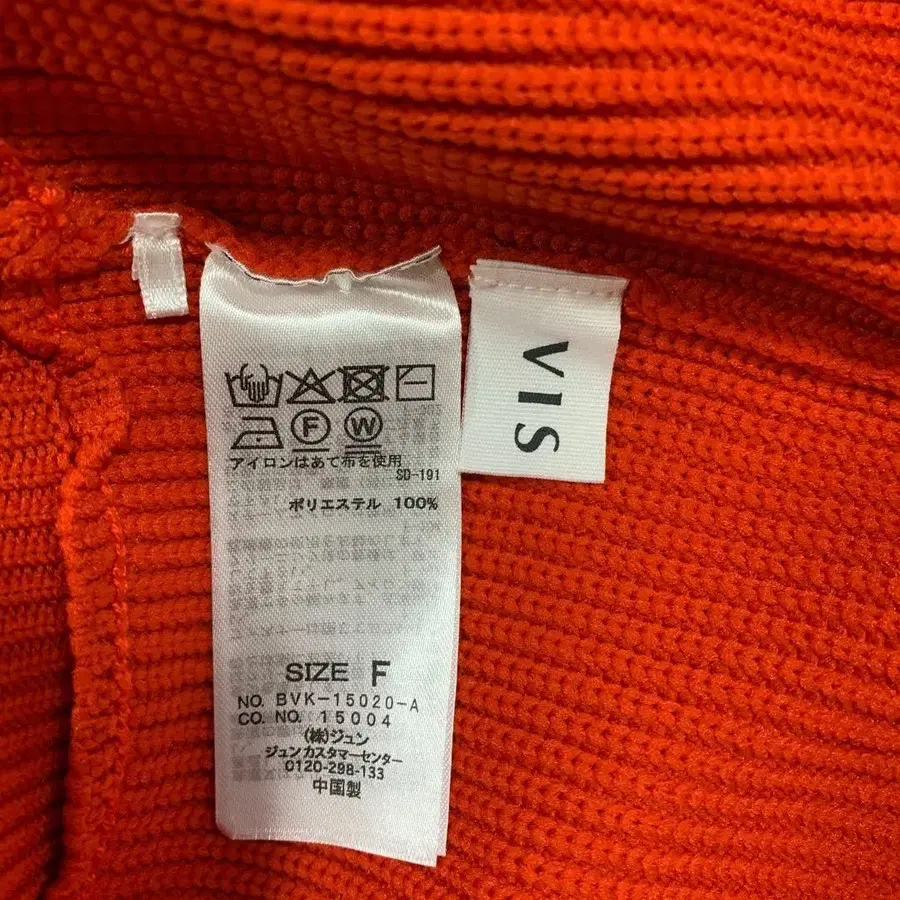 アイロンはあて布を使用
SD-191
ポリエステル 100%
SIZE F
NO. BVK-15020-A
CO. NO. 15004
(株)ジュン
ジュンカスタマーセンター
0120-298-133
中国製
VIS